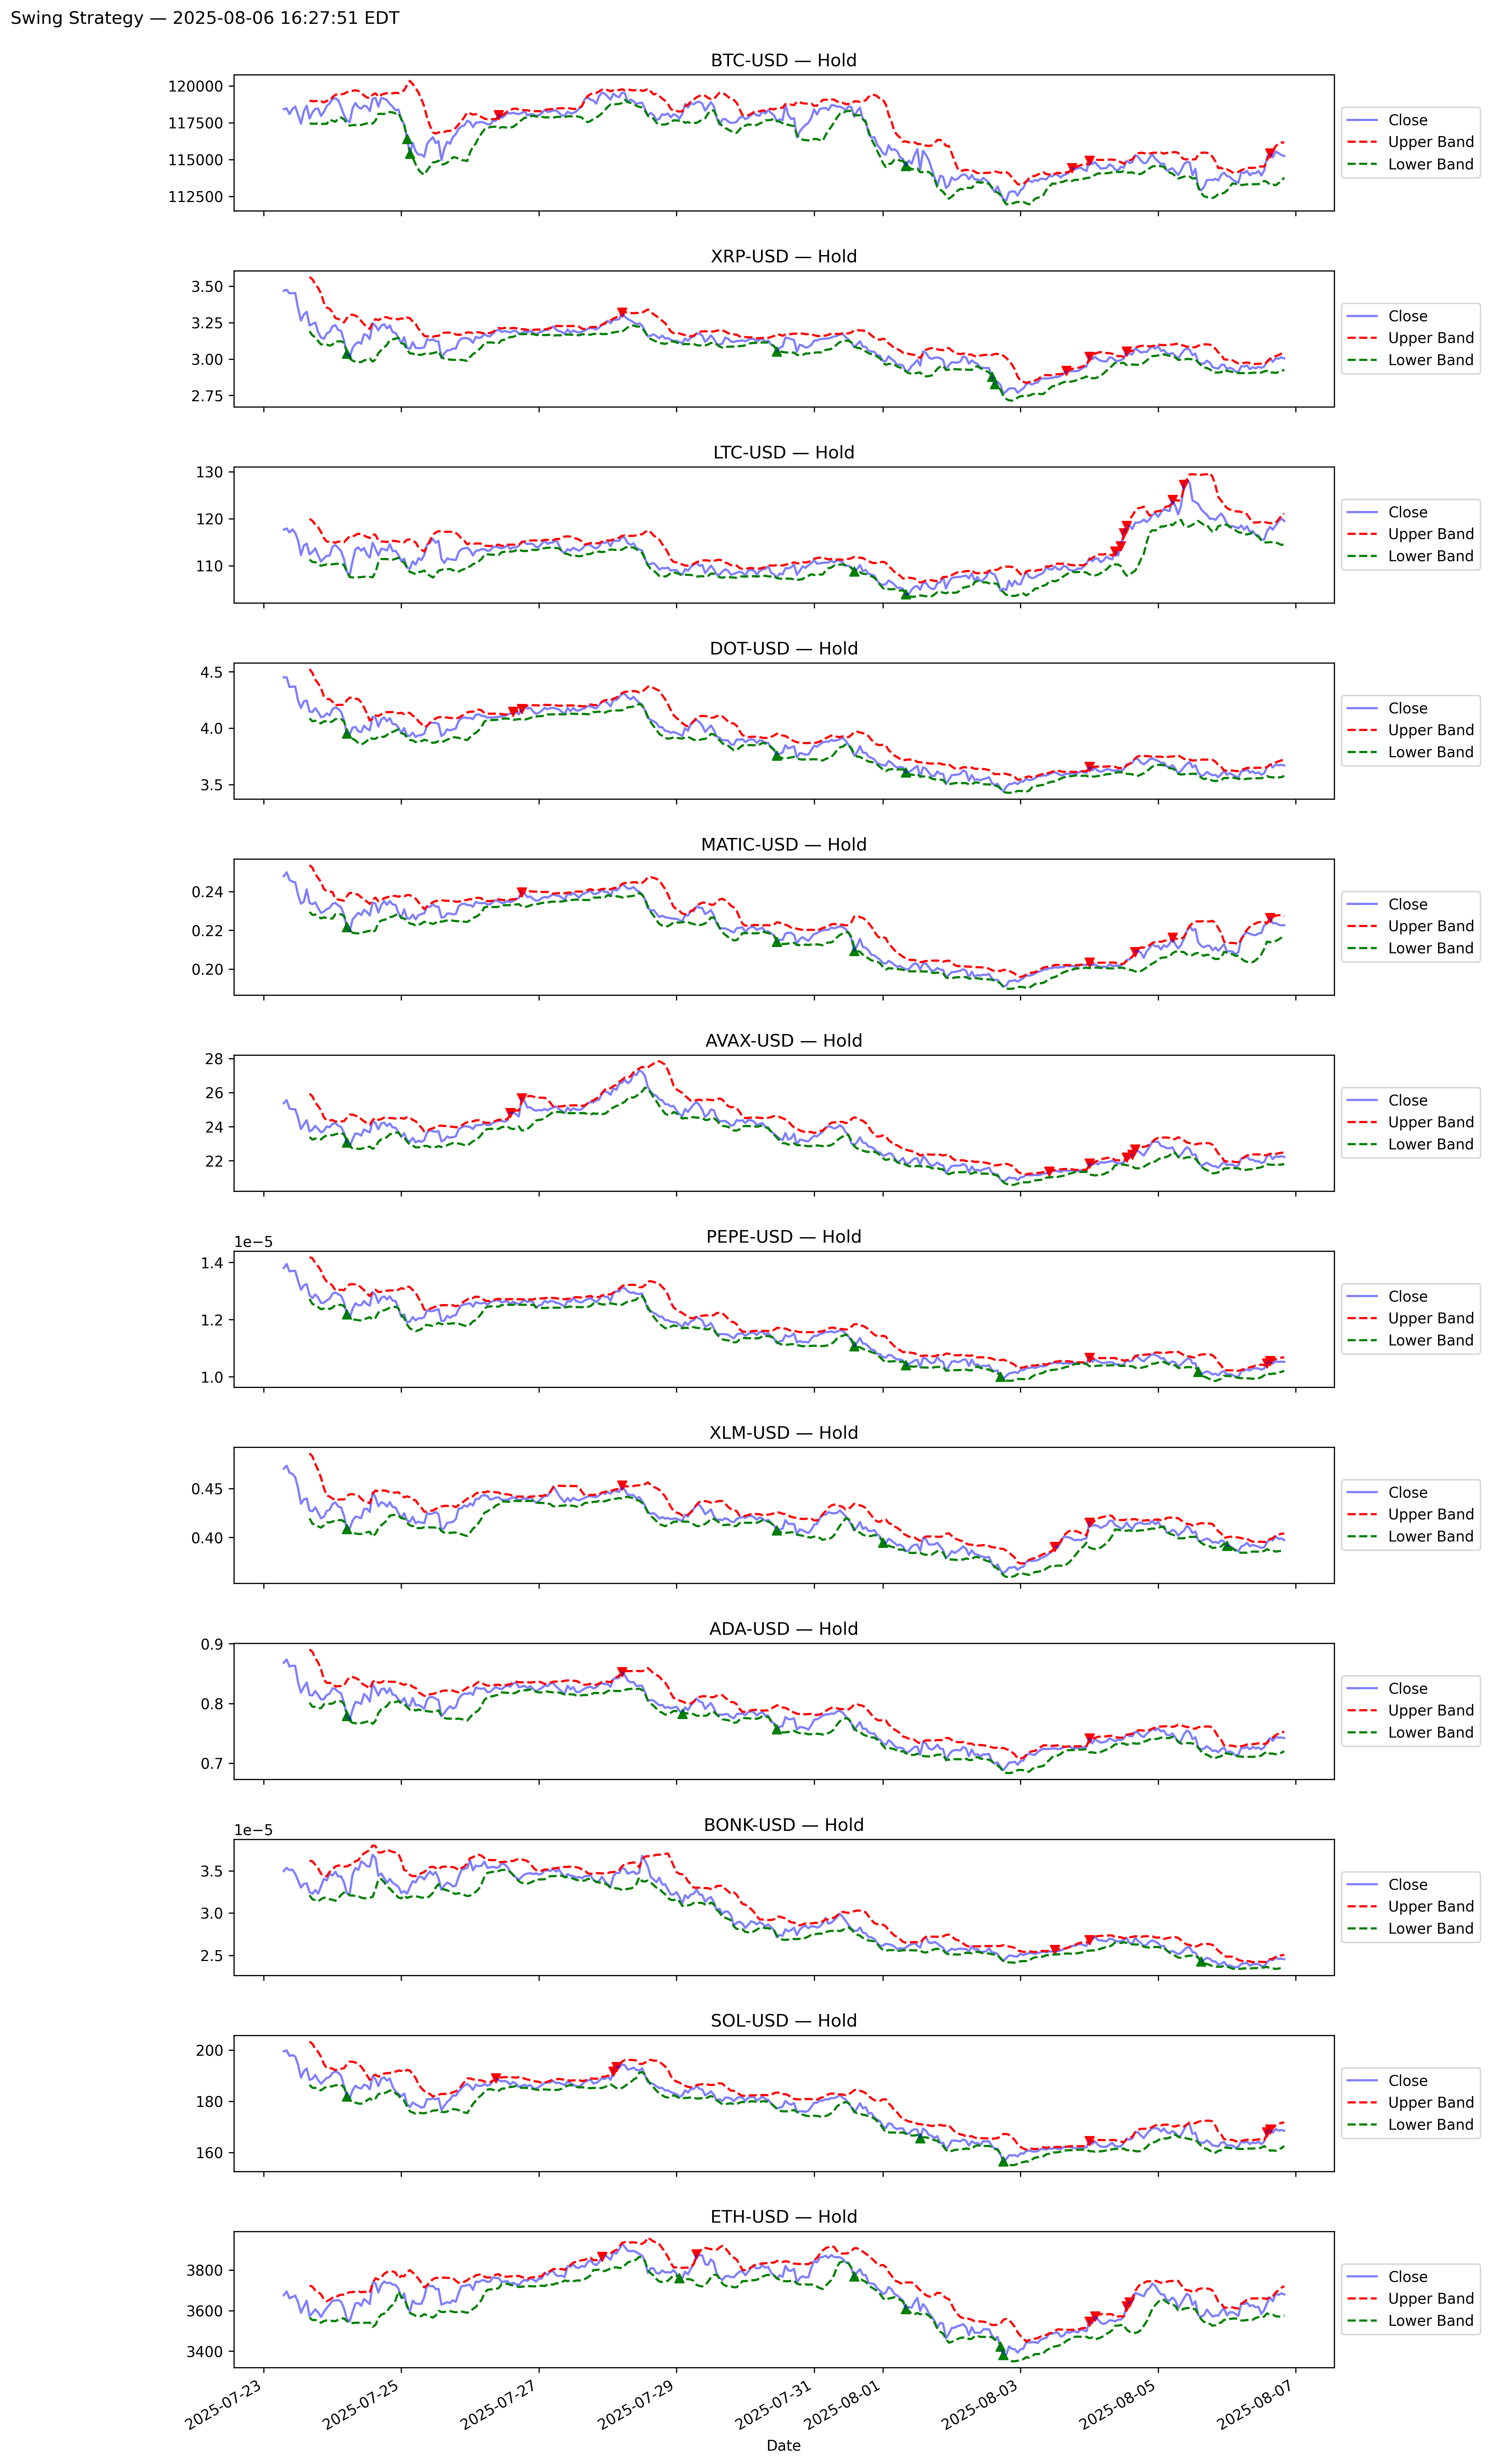 Swing Strategy — 2025-08-06 16:27:51 EDT
BTC-USD — Hold
120000
117500
115000
112500
Close
Upper Band
Lower Band
XRP-USD — Hold
3.50
3.25
3.00
2.75
Close
Upper Band
Lower Band
LTC-USD — Hold
130
120
110
Close
Upper Band
Lower Band
DOT-USD — Hold
4.5
4.0
3.5
Close
Upper Band
Lower Band
MATIC-USD — Hold
0.24
0.22
0.20
Close
Upper Band
Lower Band
AVAX-USD — Hold
28
26
24
22
Close
Upper Band
Lower Band
PEPE-USD — Hold
1e−5
1.4
1.2
1.0
Close
Upper Band
Lower Band
XLM-USD — Hold
0.45
0.40
Close
Upper Band
Lower Band
ADA-USD — Hold
0.9
0.8
0.7
Close
Upper Band
Lower Band
BONK-USD — Hold
1e−5
3.5
3.0
2.5
Close
Upper Band
Lower Band
SOL-USD — Hold
200
180
160
Close
Upper Band
Lower Band
ETH-USD — Hold
3800
3600
3400
Close
Upper Band
Lower Band
2025-07-23
2025-07-25
2025-07-27
2025-07-29
2025-07-31
2025-08-01
2025-08-03
2025-08-05
2025-08-07
Date